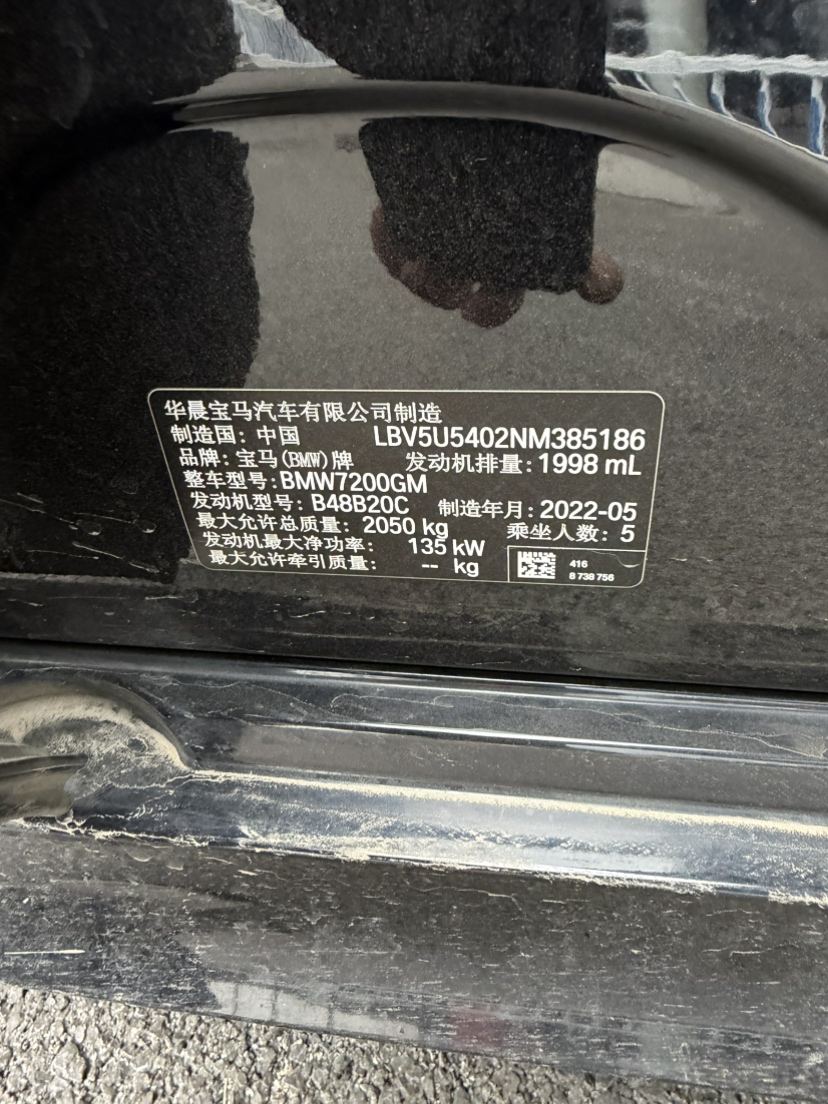 华晨宝马汽车有限公司制造
制造国: 中国 LBV5U5402NM385186
品牌: 宝马(BMW)牌 发动机排量: 1998 mL
整车型号: BMW7200GM
发动机型号: B48B20C 制造年月: 2022-05
最大允许总质量: 2050 kg 乘坐人数: 5
发动机最大净功率: 135 kW
最大允许牵引质量: -- kg
416
8 738 756